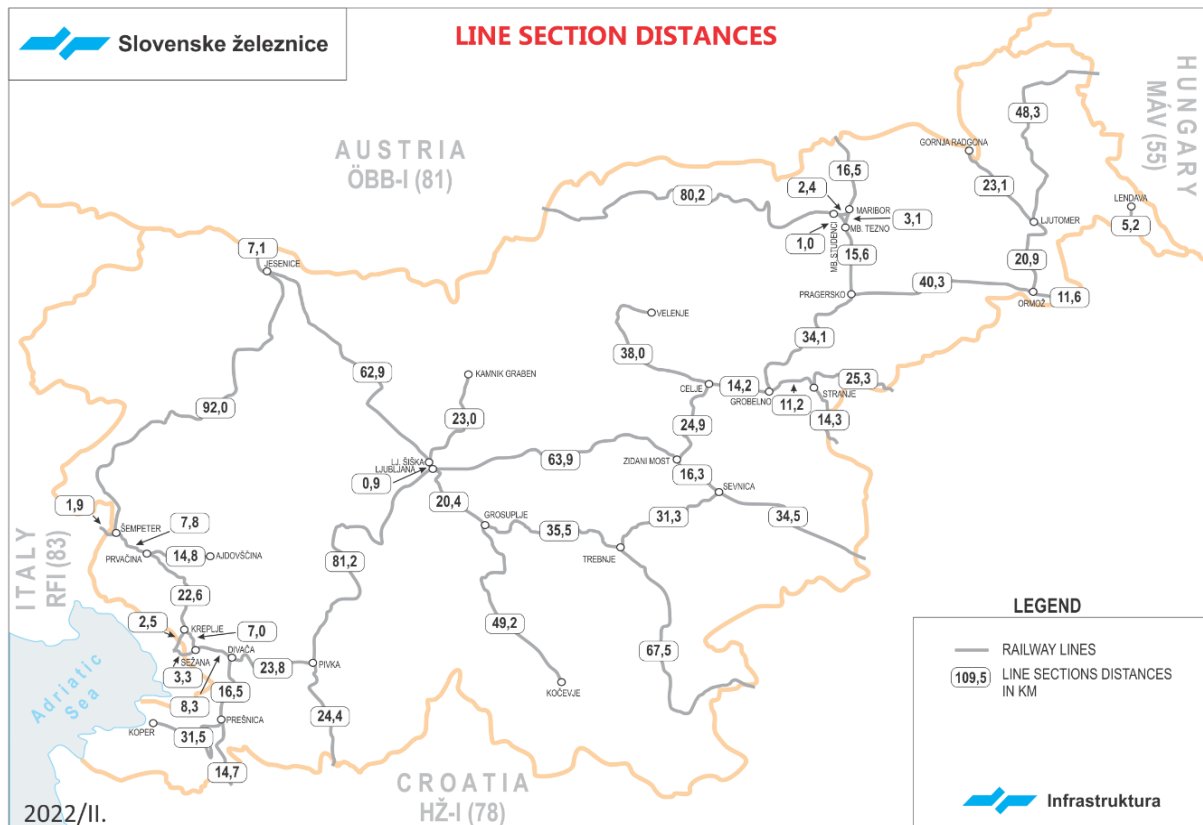 Slovenske železnice
LINE SECTION DISTANCES
HUNGARY
MÁV (55)
AUSTRIA
ÖBB-I (81)
48,3
GORNJA RADGONA
16,5
23,1
80,2
2,4
LENDAVA
MARIBOR
3,1
LJUTOMER
5,2
MB. TEZNO
1,0
MB. STUDENCI
7,1
15,6
20,9
JESENICE
40,3
PRAGERSKO
ORMOŽ
11,6
VELENJE
34,1
38,0
62,9
KAMNIK GRABEN
25,3
CELJE
14,2
GROBELNO
11,2
STRANJE
92,0
23,0
14,3
24,9
LJ. ŠIŠKA
LJUBLJANA
63,9
ZIDANI MOST
0,9
16,3
SEVNICA
20,4
1,9
7,8
GROSUPLJE
31,3
34,5
ŠEMPETER
35,5
ITALY
RFI (83)
PRVAČINA
14,8
AJDOVŠČINA
81,2
TREBNJE
22,6
49,2
2,5
KREPLJE
7,0
67,5
DIVAČA
SEŽANA
23,8
PIVKA
3,3
KOČEVJE
16,5
8,3
24,4
Adriatic
Sea
PREŠNICA
KOPER
31,5
14,7
CROATIA
HŽ-I (78)
LEGEND
RAILWAY LINES
109,5
LINE SECTIONS DISTANCES
IN KM
Infrastruktura
2022/II.